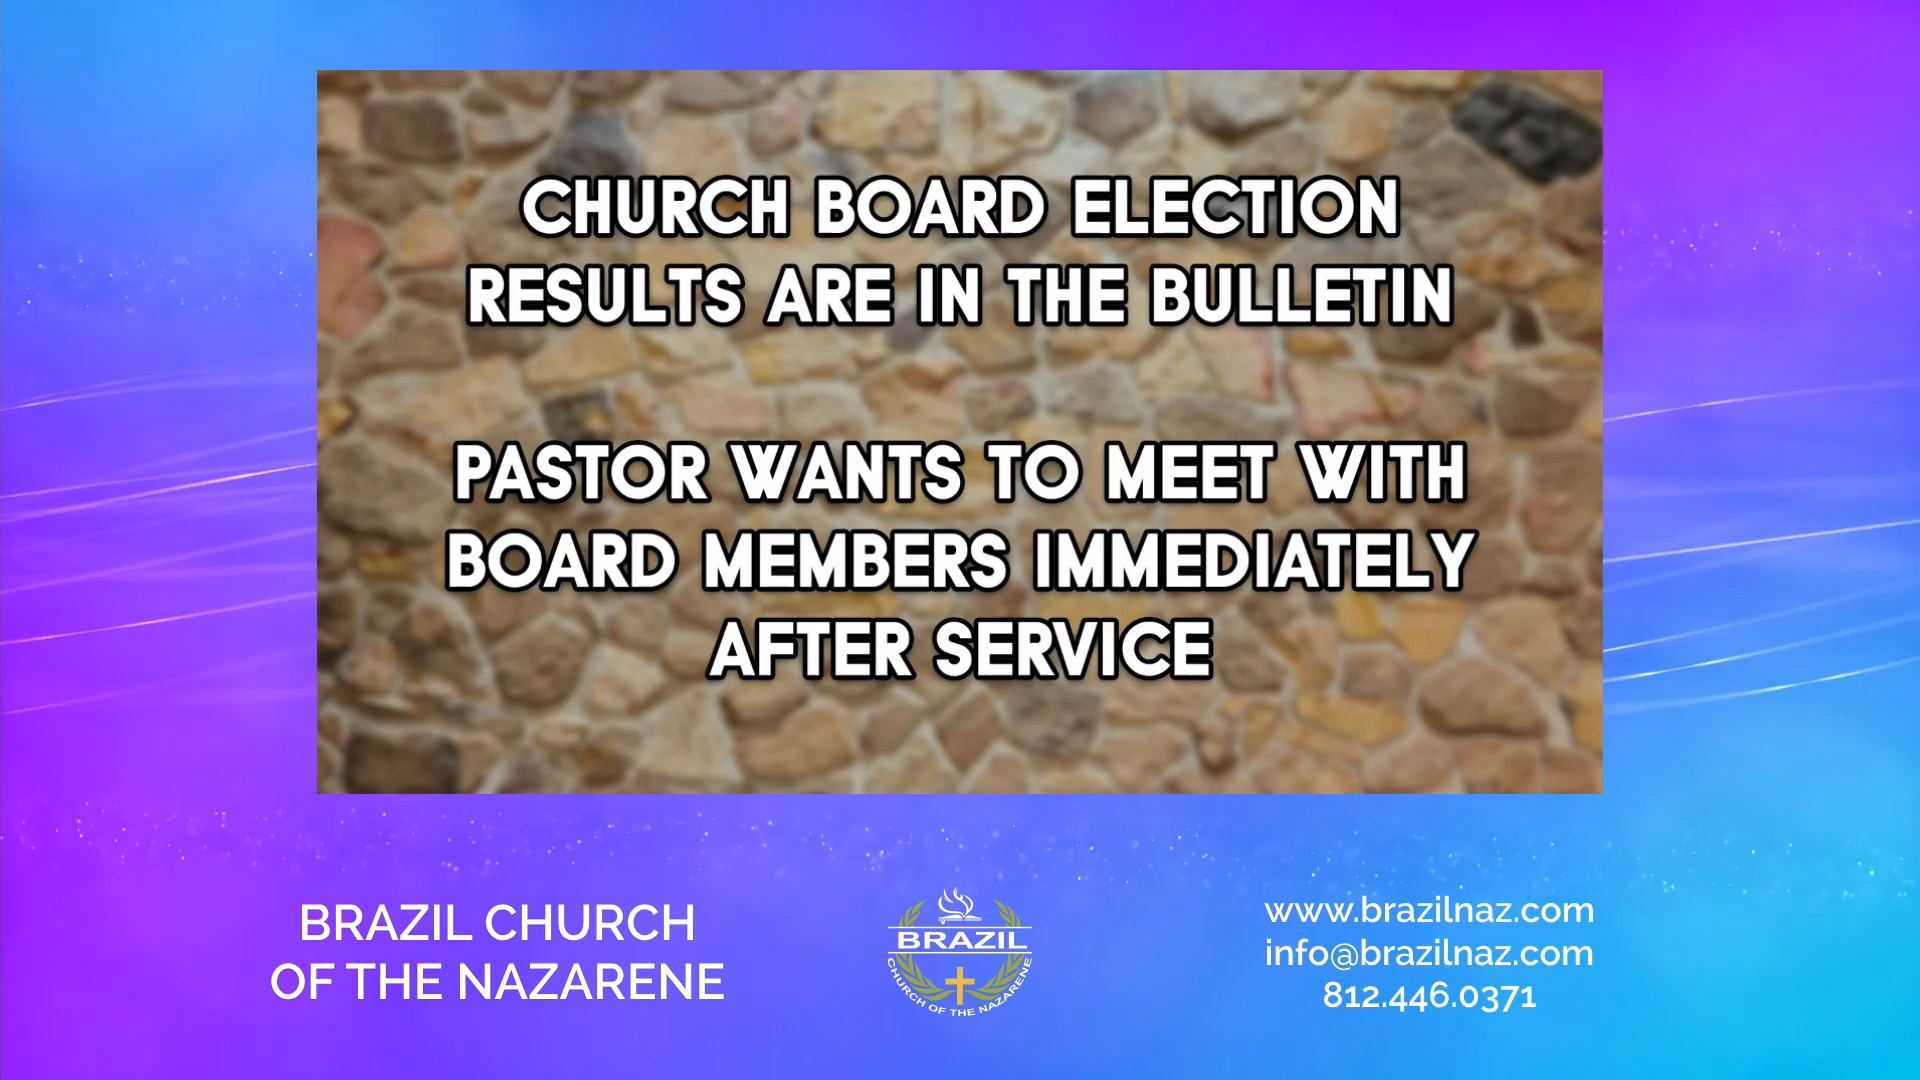 CHURCH BOARD ELECTION
RESULTS ARE IN THE BULLETIN
PASTOR WANTS TO MEET WITH
BOARD MEMBERS IMMEDIATELY
AFTER SERVICE
BRAZIL CHURCH
OF THE NAZARENE
BRAZIL
CHURCH OF THE NAZARENE
www.brazilnaz.com
info@brazilnaz.com
812.446.0371